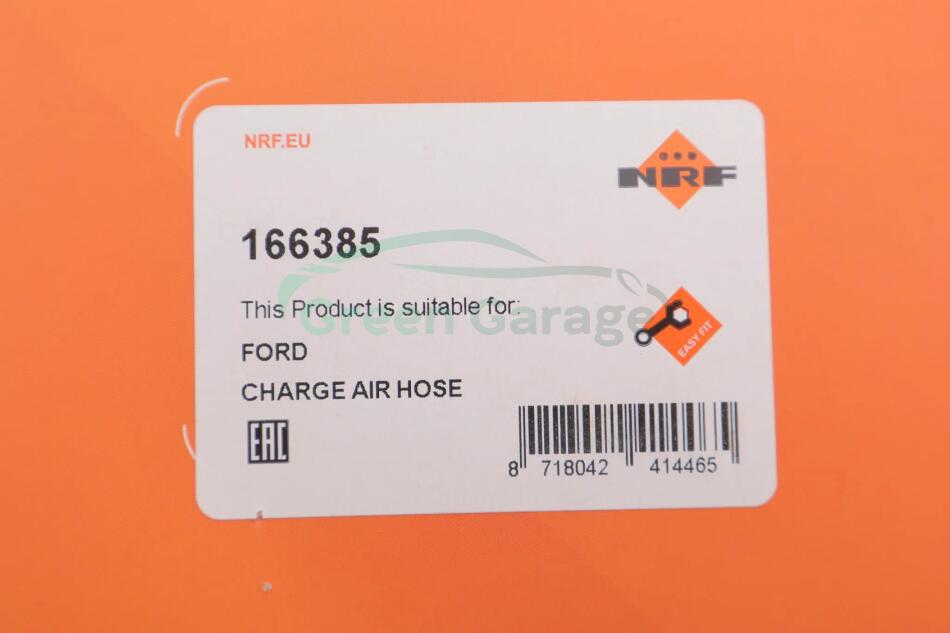 NRF.EU
NRF
166385
This Product is suitable for:
Green Garage
FORD
EASY FIT
CHARGE AIR HOSE
EAC
8 718042 414465